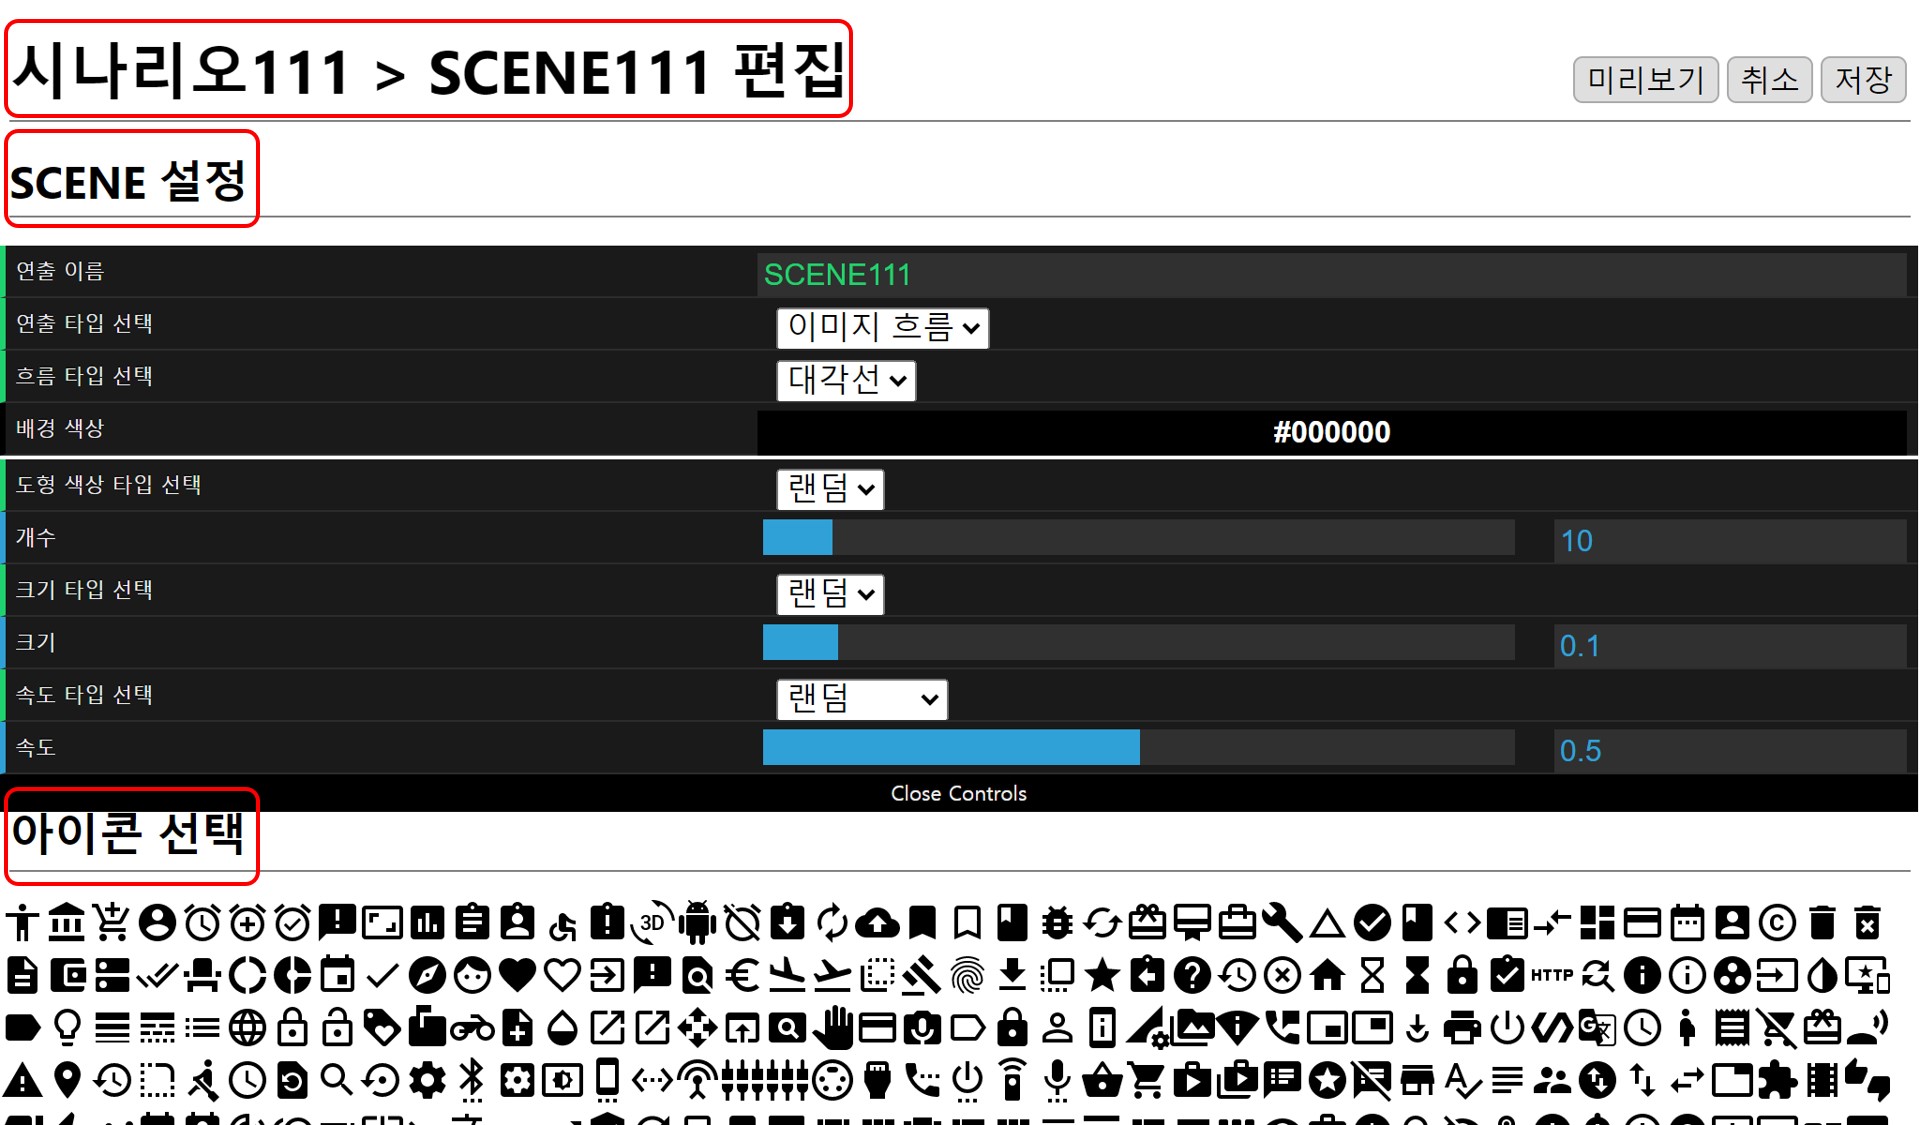 시나리오111 > SCENE111 편집
미리보기 취소 저장
SCENE 설정
연출 이름 SCENE111
연출 타입 선택 이미지 흐름
흐름 타입 선택 대각선
배경 색상 #000000
도형 색상 타입 선택 랜덤
개수 10
크기 타입 선택 랜덤
크기 0.1
속도 타입 선택 랜덤
속도 0.5
Close Controls
아이콘 선택
3D
HTTP